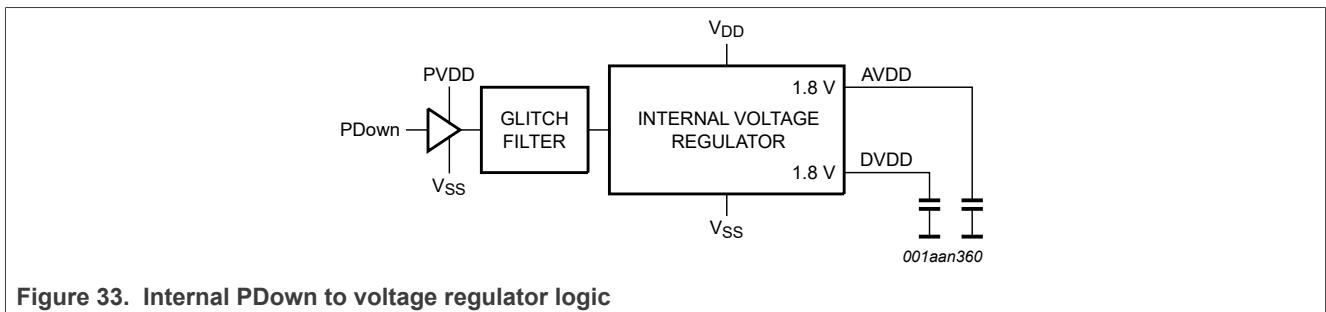 VDD
PVDD
1.8 V
AVDD
PDown
GLITCH
FILTER
INTERNAL VOLTAGE
REGULATOR
DVDD
1.8 V
VSS
VSS
001aan360
Figure 33. Internal PDown to voltage regulator logic